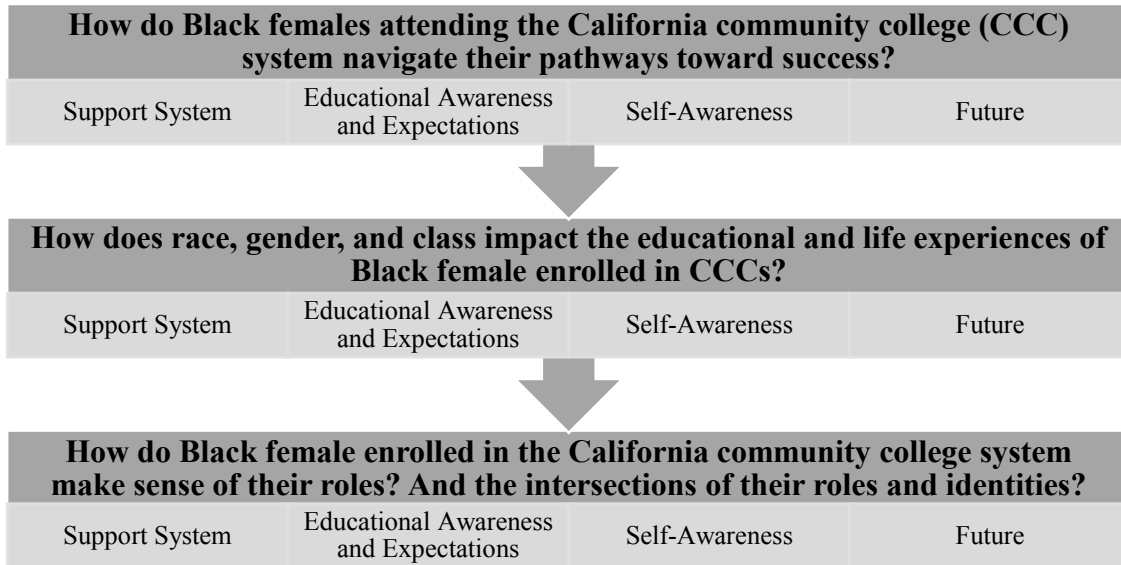 How do Black females attending the California community college (CCC)
system navigate their pathways toward success?
Support System
Educational Awareness
and Expectations
Self-Awareness
Future
How does race, gender, and class impact the educational and life experiences of
Black female enrolled in CCCs?
Support System
Educational Awareness
and Expectations
Self-Awareness
Future
How do Black female enrolled in the California community college system
make sense of their roles? And the intersections of their roles and identities?
Support System
Educational Awareness
and Expectations
Self-Awareness
Future